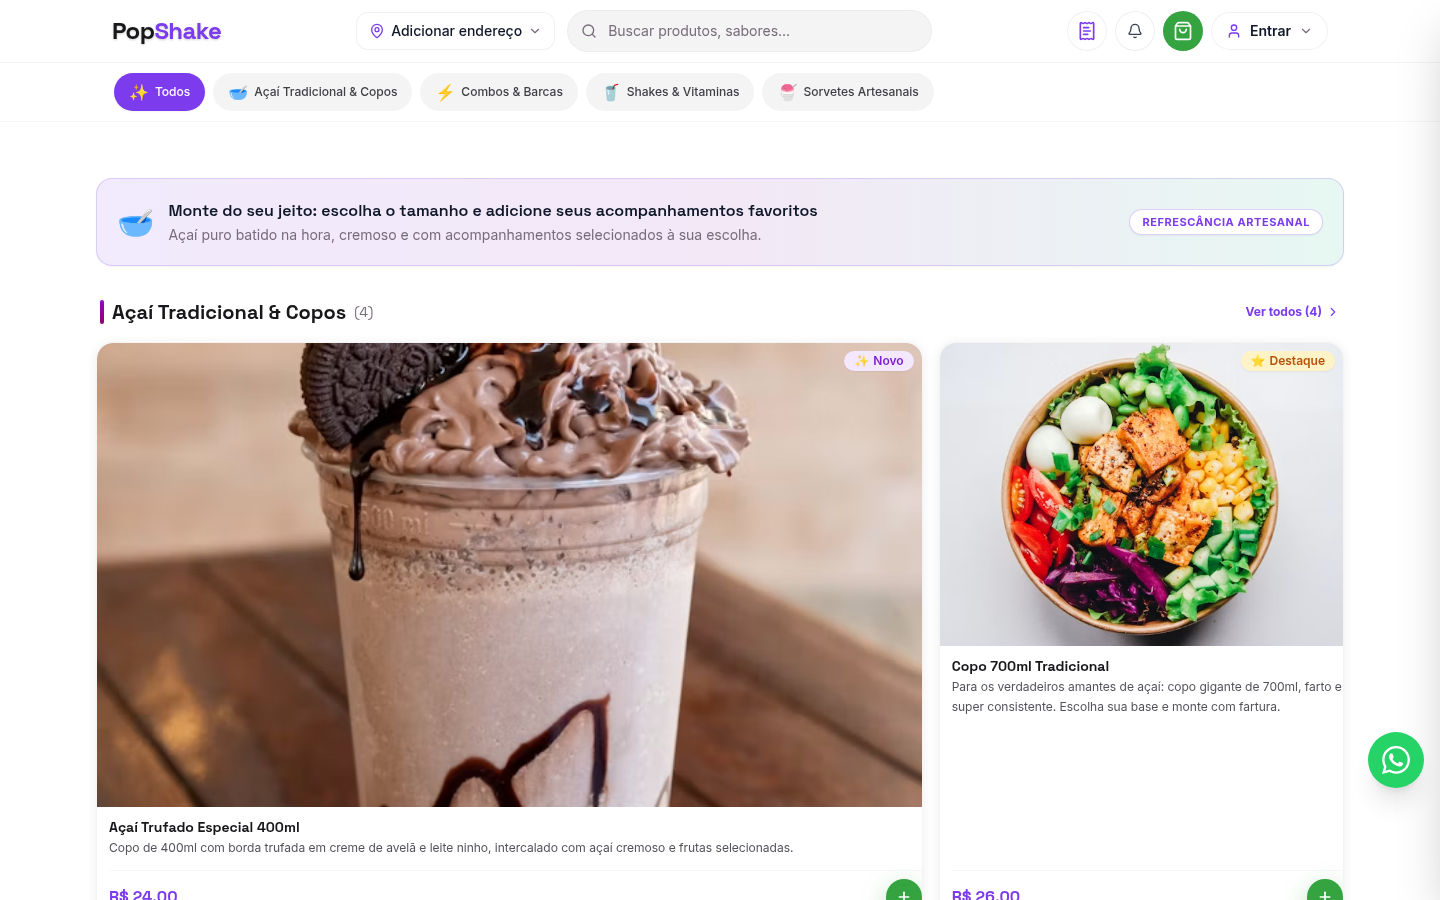 PopShake
Adicionar endereço
Buscar produtos, sabores...
Entrar
Todos
Açaí Tradicional & Copos
Combos & Barcas
Shakes & Vitaminas
Sorvetes Artesanais
Monte do seu jeito: escolha o tamanho e adicione seus acompanhamentos favoritos
Açaí puro batido na hora, cremoso e com acompanhamentos selecionados à sua escolha.
REFRESCÂNCIA ARTESANAL
Açaí Tradicional & Copos (4)
Ver todos (4)
Novo
Destaque
Açaí Trufado Especial 400ml
Copo de 400ml com borda trufada em creme de avelã e leite ninho, intercalado com açaí cremoso e frutas selecionadas.
R$ 24,00
Copo 700ml Tradicional
Para os verdadeiros amantes de açaí: copo gigante de 700ml, farto e
super consistente. Escolha sua base e monte com fartura.
R$ 26,00